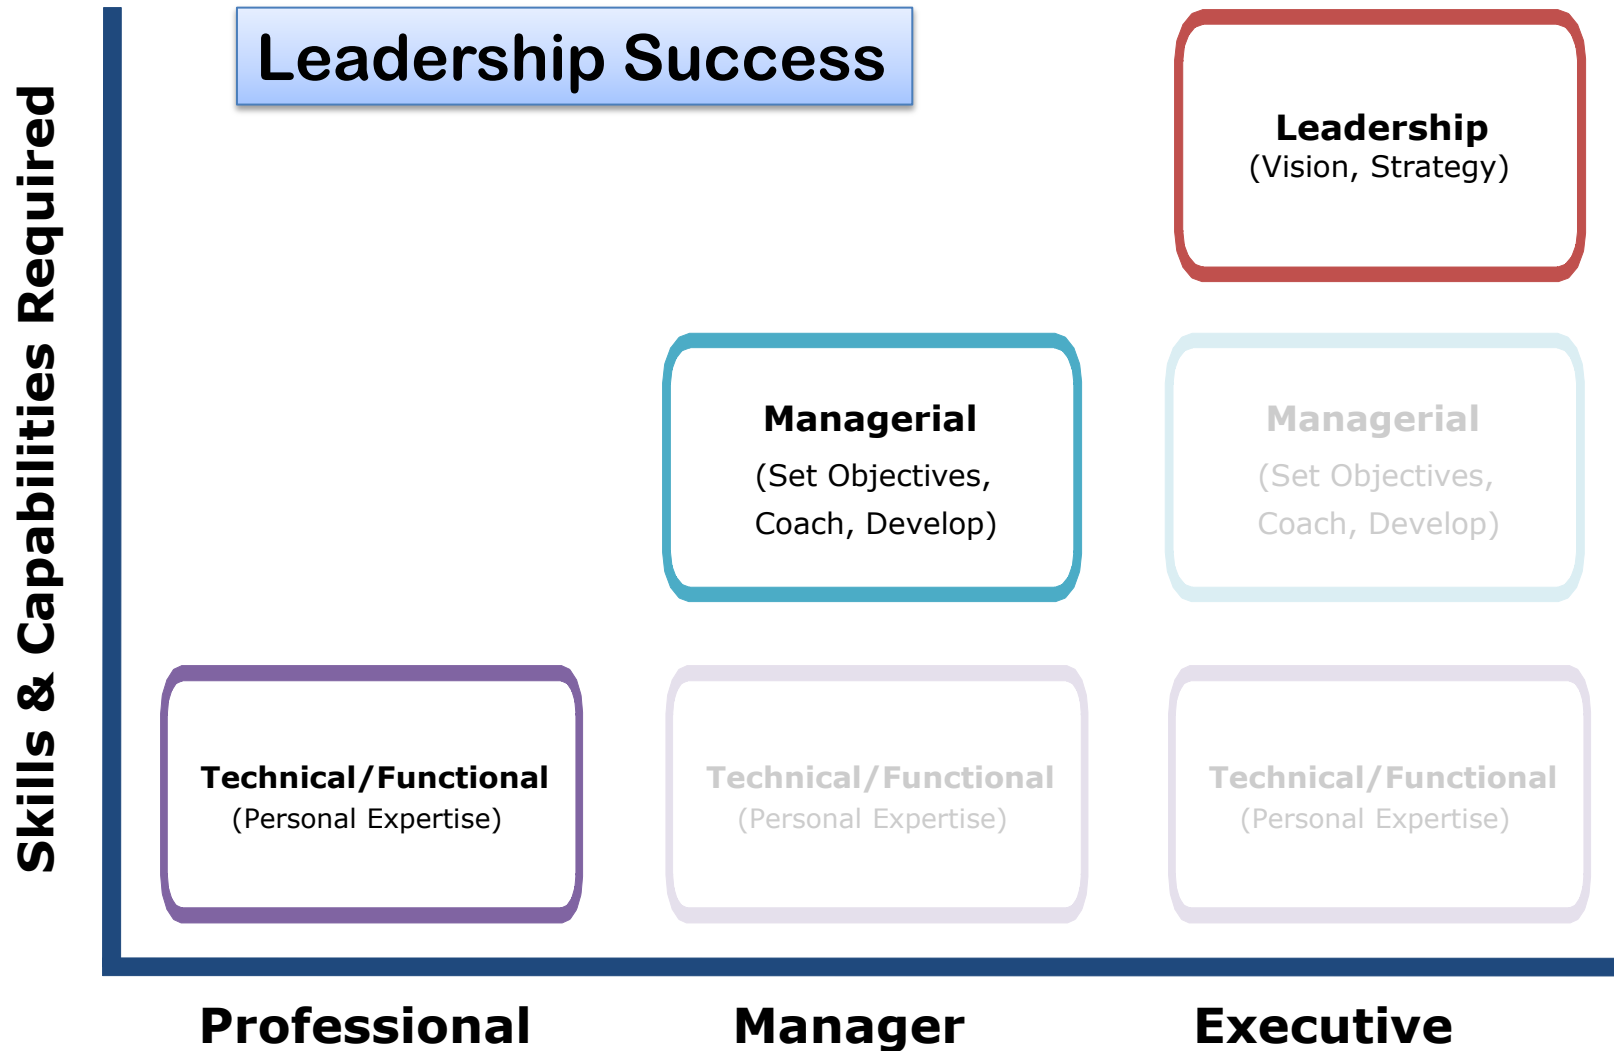 Leadership Success
Skills & Capabilities Required
Leadership
(Vision, Strategy)
Managerial
(Set Objectives,
Coach, Develop)
Managerial
(Set Objectives,
Coach, Develop)
Technical/Functional
(Personal Expertise)
Technical/Functional
(Personal Expertise)
Technical/Functional
(Personal Expertise)
Professional
Manager
Executive